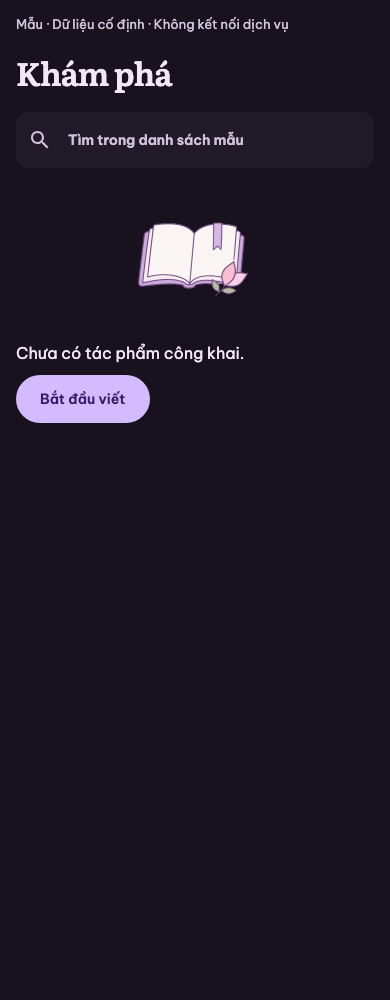 Mẫu · Dữ liệu cố định · Không kết nối dịch vụ
Khám phá
Tìm trong danh sách mẫu
Chưa có tác phẩm công khai.
Bắt đầu viết